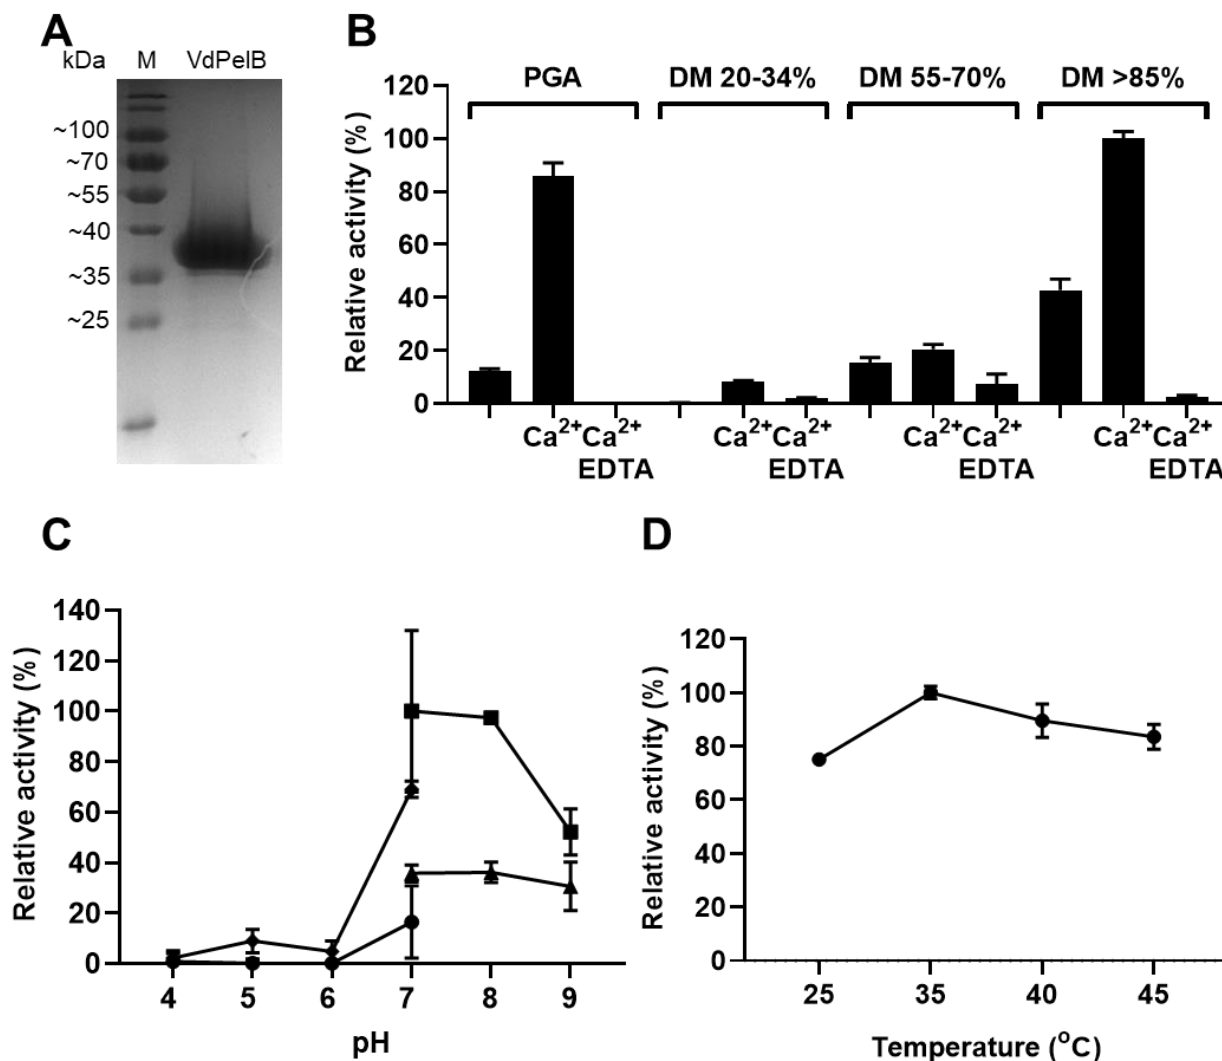 A
kDa M VdPelB
~100
~70
~55
~40
~35
~25
B
PGA DM 20-34% DM 55-70% DM >85%
Relative activity (%)
120
100
80
60
40
20
0
Ca²⁺ Ca²⁺ Ca²⁺ Ca²⁺ Ca²⁺ Ca²⁺ Ca²⁺ Ca²⁺
EDTA EDTA EDTA EDTA
C
Relative activity (%)
140
120
100
80
60
40
20
0
4 5 6 7 8 9
pH
D
Relative activity (%)
120
100
80
60
40
20
0
25 35 40 45
Temperature (°C)